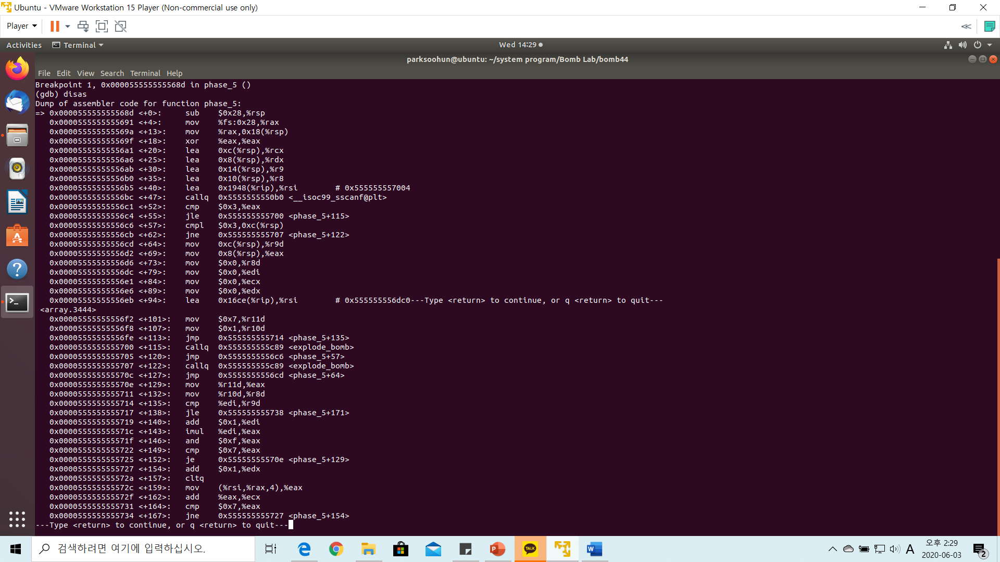 Ubuntu - VMware Workstation 15 Player (Non-commercial use only)
Player
Activities Terminal Wed 14:29
parksoohun@ubuntu: ~/system program/Bomb Lab/bomb44
File Edit View Search Terminal Help
Breakpoint 1, 0x000055555555568d in phase_5 ()
(gdb) disas
Dump of assembler code for function phase_5:
=> 0x000055555555568d <+0>: sub $0x28,%rsp
0x0000555555555691 <+4>: mov %fs:0x28,%rax
0x000055555555569a <+13>: mov %rax,0x18(%rsp)
0x000055555555569f <+18>: xor %eax,%eax
0x00005555555556a1 <+20>: lea 0xc(%rsp),%rcx
0x00005555555556a6 <+25>: lea 0x8(%rsp),%rdx
0x00005555555556ab <+30>: lea 0x14(%rsp),%r9
0x00005555555556b0 <+35>: lea 0x10(%rsp),%r8
0x00005555555556b5 <+40>: lea 0x1948(%rip),%rsi # 0x555555557004
0x00005555555556bc <+47>: callq 0x5555555550b0 <__isoc99_sscanf@plt>
0x00005555555556c1 <+52>: cmp $0x3,%eax
0x00005555555556c4 <+55>: jle 0x555555555700 <phase_5+115>
0x00005555555556c6 <+57>: cmpl $0x3,0xc(%rsp)
0x00005555555556cb <+62>: jne 0x555555555707 <phase_5+122>
0x00005555555556cd <+64>: mov 0xc(%rsp),%r9d
0x00005555555556d2 <+69>: mov 0x8(%rsp),%eax
0x00005555555556d6 <+73>: mov $0x0,%r8d
0x00005555555556dc <+79>: mov $0x0,%edi
0x00005555555556e1 <+84>: mov $0x0,%ecx
0x00005555555556e6 <+89>: mov $0x0,%edx
0x00005555555556eb <+94>: lea 0x16ce(%rip),%rsi # 0x555555556dc0---Type <return> to continue, or q <return> to quit---
<array.3444>
0x00005555555556f2 <+101>: mov $0x7,%r11d
0x00005555555556f8 <+107>: mov $0x1,%r10d
0x00005555555556fe <+113>: jmp 0x555555555714 <phase_5+135>
0x0000555555555700 <+115>: callq 0x555555555c89 <explode_bomb>
0x0000555555555705 <+120>: jmp 0x5555555556c6 <phase_5+57>
0x0000555555555707 <+122>: callq 0x555555555c89 <explode_bomb>
0x000055555555570c <+127>: jmp 0x5555555556cd <phase_5+64>
0x000055555555570e <+129>: mov %r11d,%eax
0x0000555555555711 <+132>: mov %r10d,%r8d
0x0000555555555714 <+135>: cmp %edi,%r9d
0x0000555555555717 <+138>: jle 0x555555555738 <phase_5+171>
0x0000555555555719 <+140>: add $0x1,%edi
0x000055555555571c <+143>: imul %edi,%eax
0x000055555555571f <+146>: and $0xf,%eax
0x0000555555555722 <+149>: cmp $0x7,%eax
0x0000555555555725 <+152>: je 0x55555555570e <phase_5+129>
0x0000555555555727 <+154>: add $0x1,%edx
0x000055555555572a <+157>: cltq
0x000055555555572c <+159>: mov (%rsi,%rax,4),%eax
0x000055555555572f <+162>: add %eax,%ecx
0x0000555555555731 <+164>: cmp $0x7,%eax
0x0000555555555734 <+167>: jne 0x555555555727 <phase_5+154>
---Type <return> to continue, or q <return> to quit---
검색하려면 여기에 입력하십시오.
TALK
A
오후 2:29
2020-06-03
2